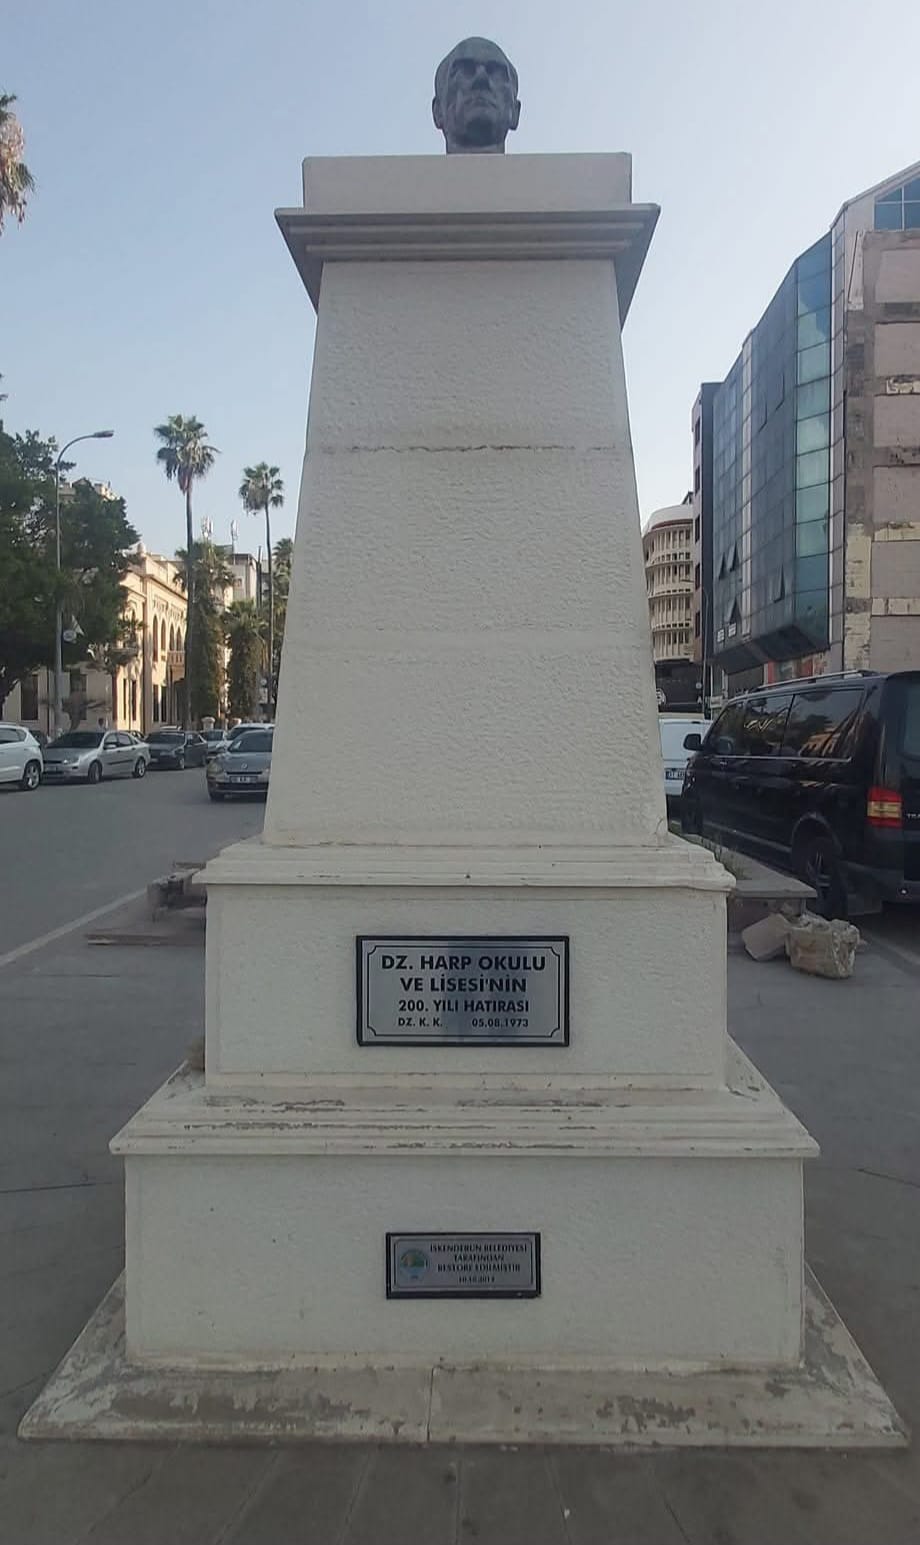 DZ. HARP OKULU
VE LİSESİ'NİN
200. YILI HATIRASI
DZ. K. K. 05.08.1973
İSKENDERUN BELEDİYESİ
TARAFINDAN
RESTORE EDİLMİŞTİR